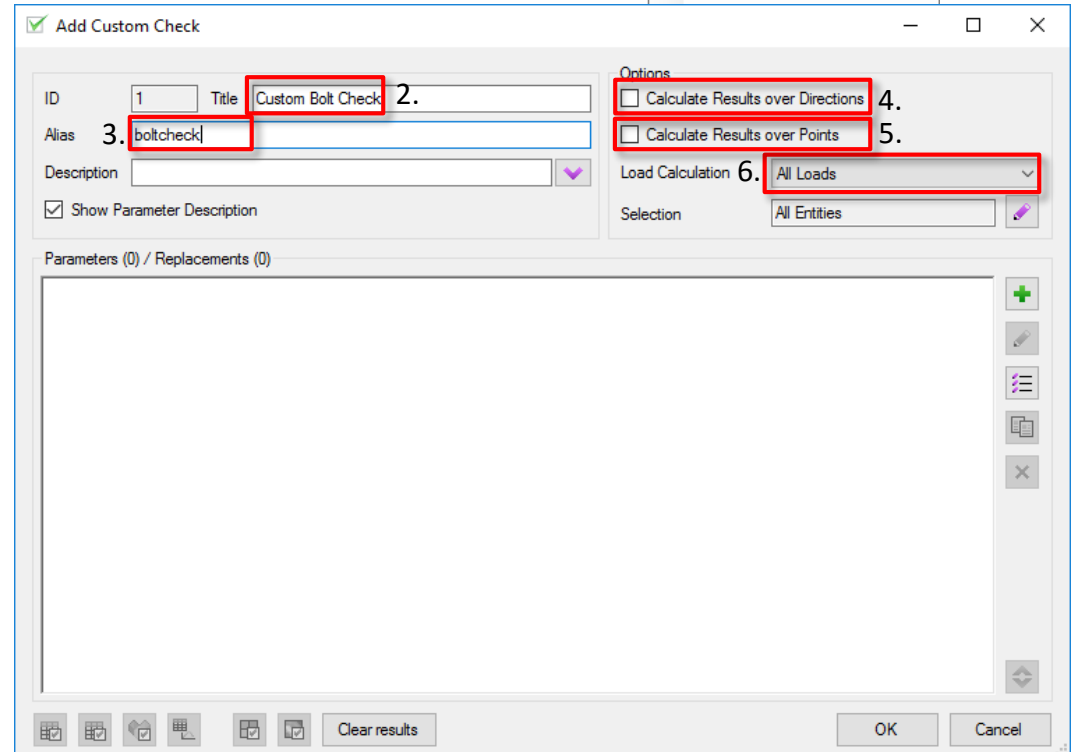 Add Custom Check
ID 1 Title Custom Bolt Check 2.
Alias 3. boltcheck
Description
Show Parameter Description
Options
Calculate Results over Directions 4.
Calculate Results over Points 5.
Load Calculation 6. All Loads
Selection All Entities
Parameters (0) / Replacements (0)
Clear results OK Cancel